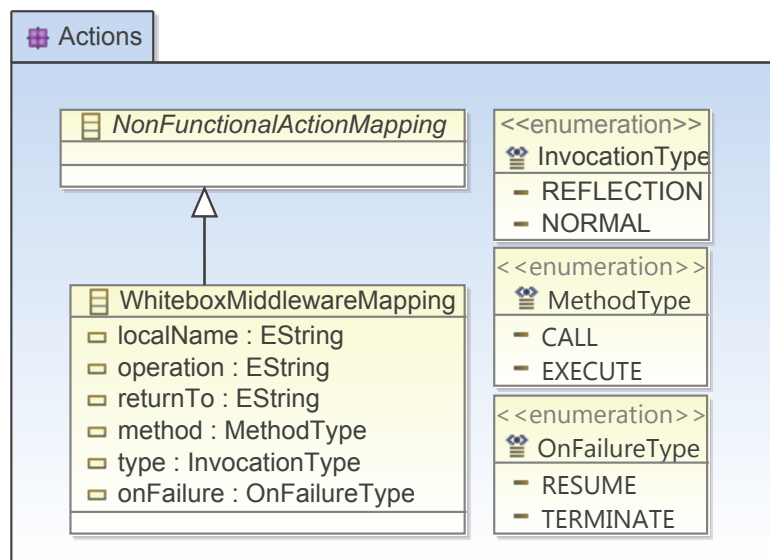 Actions
NonFunctionalActionMapping
WhiteboxMiddlewareMapping
localName : EString
operation : EString
returnTo : EString
method : MethodType
type : InvocationType
onFailure : OnFailureType
<<enumeration>>
InvocationType
REFLECTION
NORMAL
<<enumeration>>
MethodType
CALL
EXECUTE
<<enumeration>>
OnFailureType
RESUME
TERMINATE